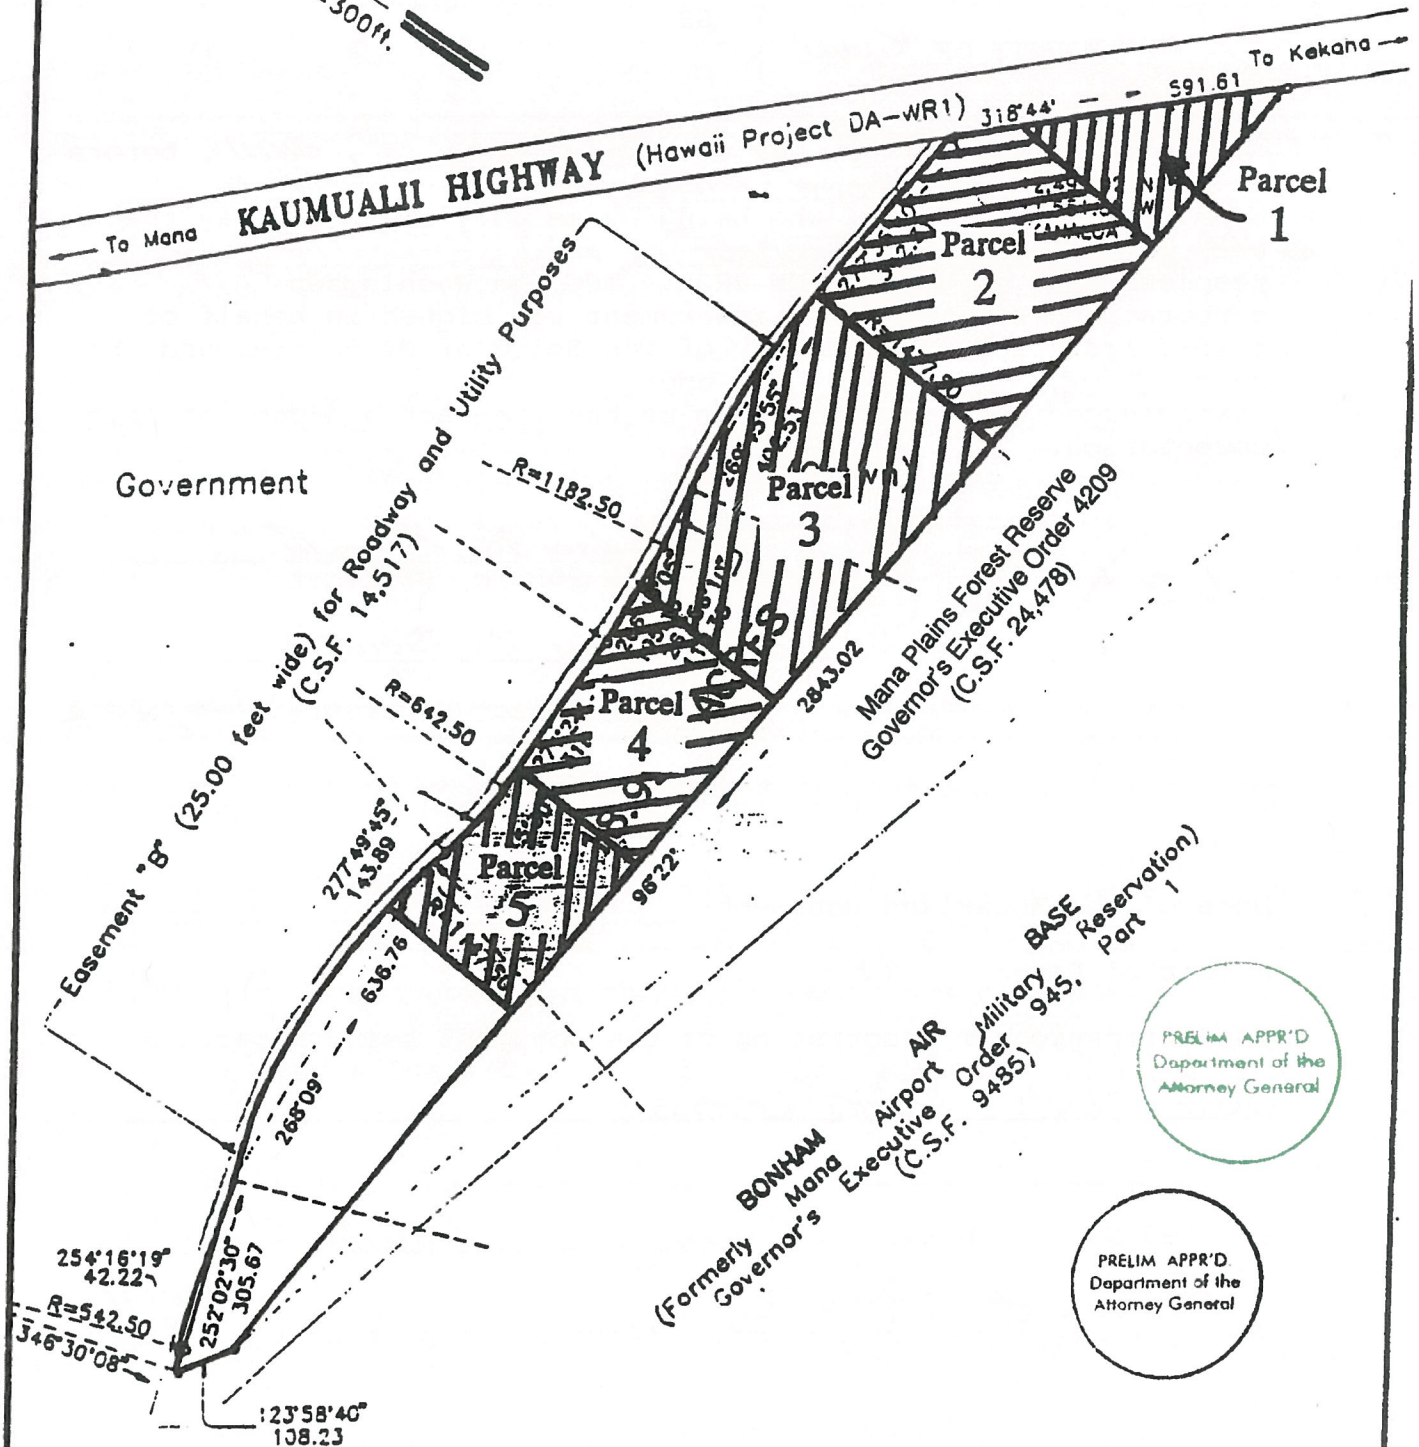 300ft.
To Kekaha
591.61
318°44'
KAUMUALII HIGHWAY (Hawaii Project DA-WR1)
To Mana
Parcel
1
Parcel
2
Easement "B" (25.00 feet wide) for Roadway and Utility Purposes
(C.S.F. 14,517)
Government
R=1182.50
Parcel
3
Mana Plains Forest Reserve
Governor's Executive Order 4209
(C.S.F. 24,478)
2843.02
R=642.50
Parcel
4
96°22'
277°49'45"
143.89
Parcel
5
636.76
268°09'
BONHAM AIR BASE
(Formerly Mana Airport Military Reservation)
Governor's Executive Order 945, Part 1
(C.S.F. 9485)
PRELIM APPR'D
Department of the
Attorney General
PRELIM APPR'D.
Department of the
Attorney General
254°16'19"
42.22
252°02'30"
305.67
R=542.50
346°30'08"
:23°58'40"
108.23